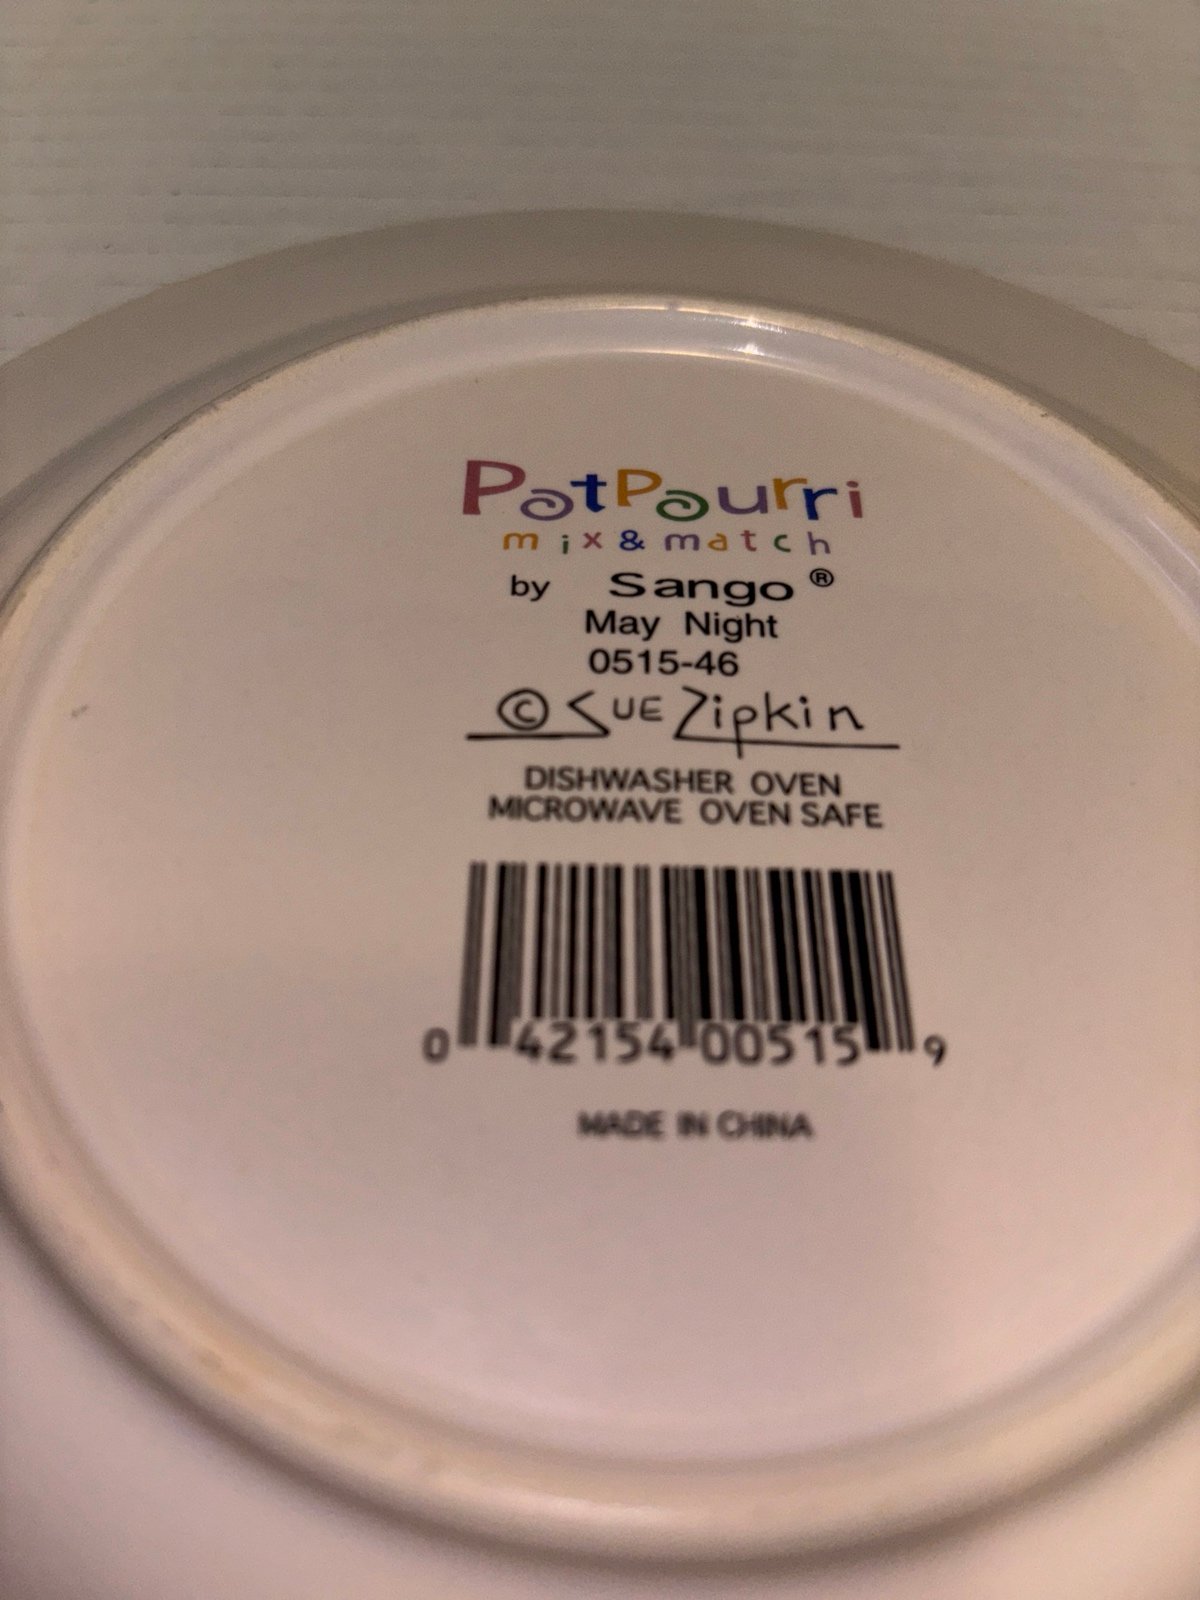 PotPourri
mix & match
by Sango ®
May Night
0515-46
© SUE Zipkin
DISHWASHER OVEN
MICROWAVE OVEN SAFE
0 42154 00515 9
MADE IN CHINA